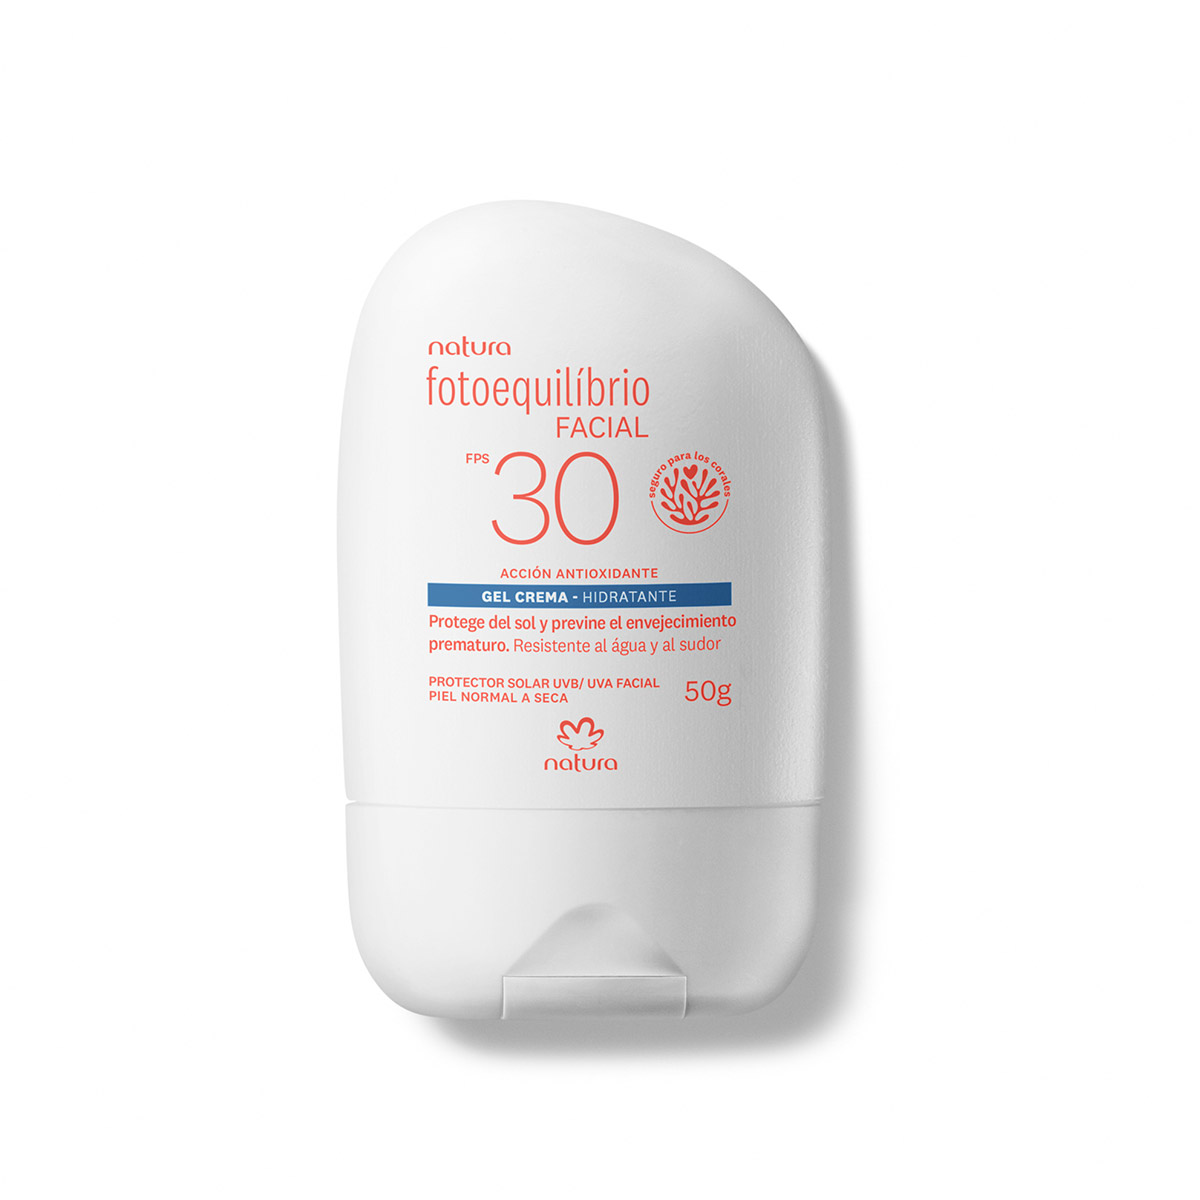 natura
fotoequilíbrio
FACIAL
FPS 30
seguro para los corales
ACCIÓN ANTIOXIDANTE
GEL CREMA - HIDRATANTE
Protege del sol y previne el envejecimiento
prematuro. Resistente al água y al sudor
PROTECTOR SOLAR UVB/ UVA FACIAL
PIEL NORMAL A SECA
50g
natura